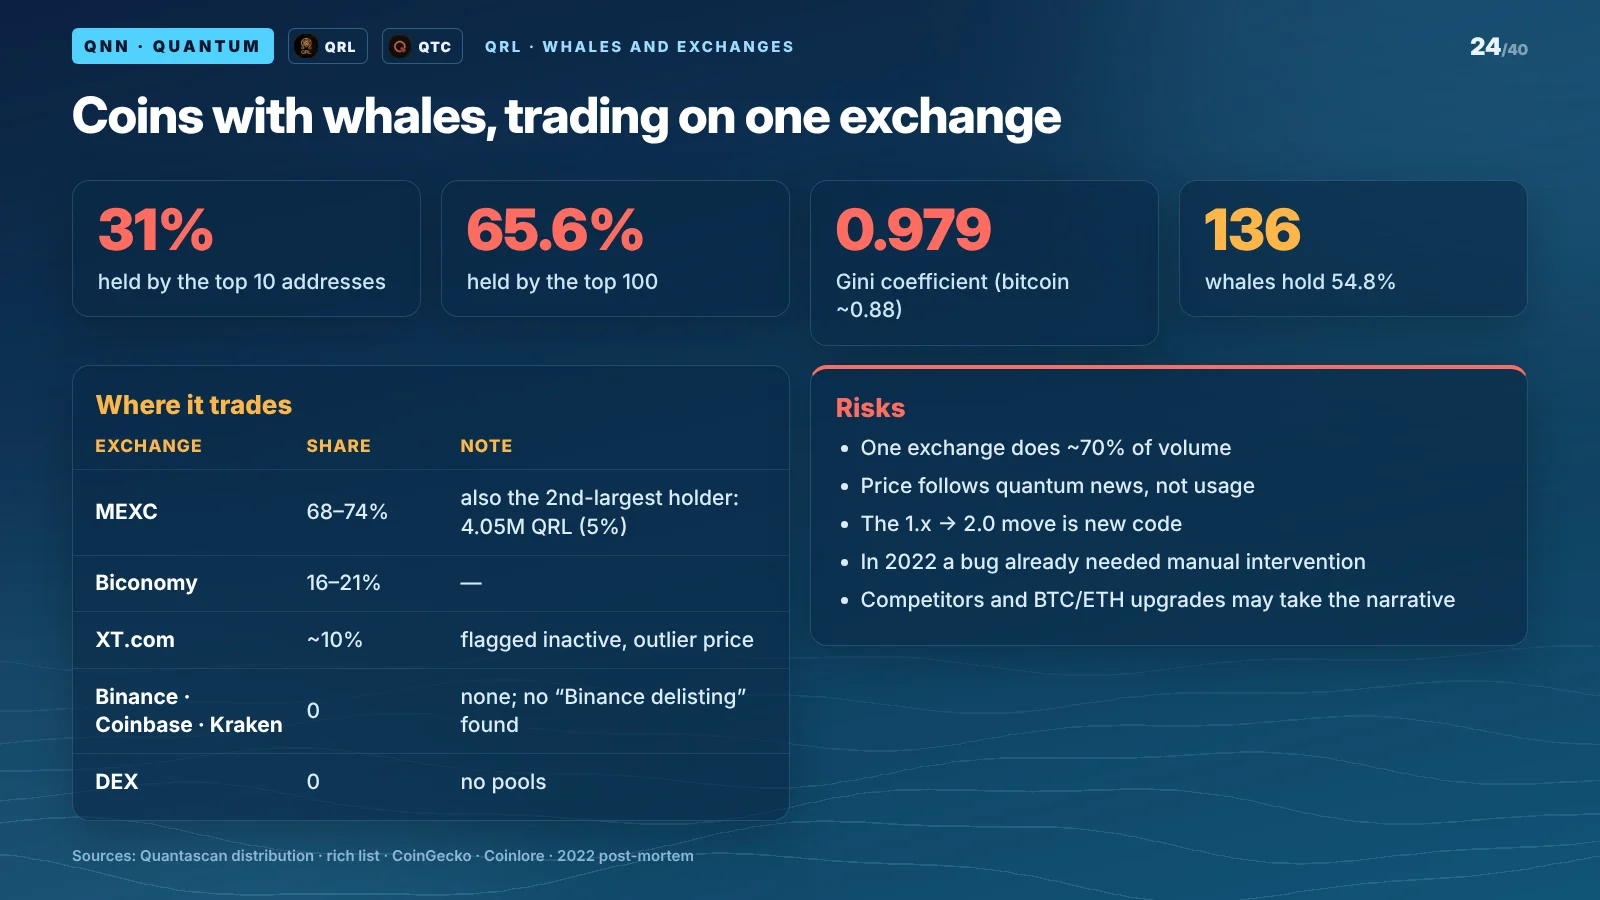 QNN · QUANTUM
QRL
QRL
QTC
QRL · WHALES AND EXCHANGES
24/40
Coins with whales, trading on one exchange
31%
held by the top 10 addresses
65.6%
held by the top 100
0.979
Gini coefficient (bitcoin
~0.88)
136
whales hold 54.8%
Where it trades
EXCHANGE SHARE NOTE
MEXC 68–74% also the 2nd-largest holder:
4.05M QRL (5%)
Biconomy 16–21% —
XT.com ~10% flagged inactive, outlier price
Binance ·
Coinbase · Kraken 0 none; no “Binance delisting”
found
DEX 0 no pools
Risks
• One exchange does ~70% of volume
• Price follows quantum news, not usage
• The 1.x → 2.0 move is new code
• In 2022 a bug already needed manual intervention
• Competitors and BTC/ETH upgrades may take the narrative
Sources: Quantascan distribution · rich list · CoinGecko · Coinlore · 2022 post-mortem